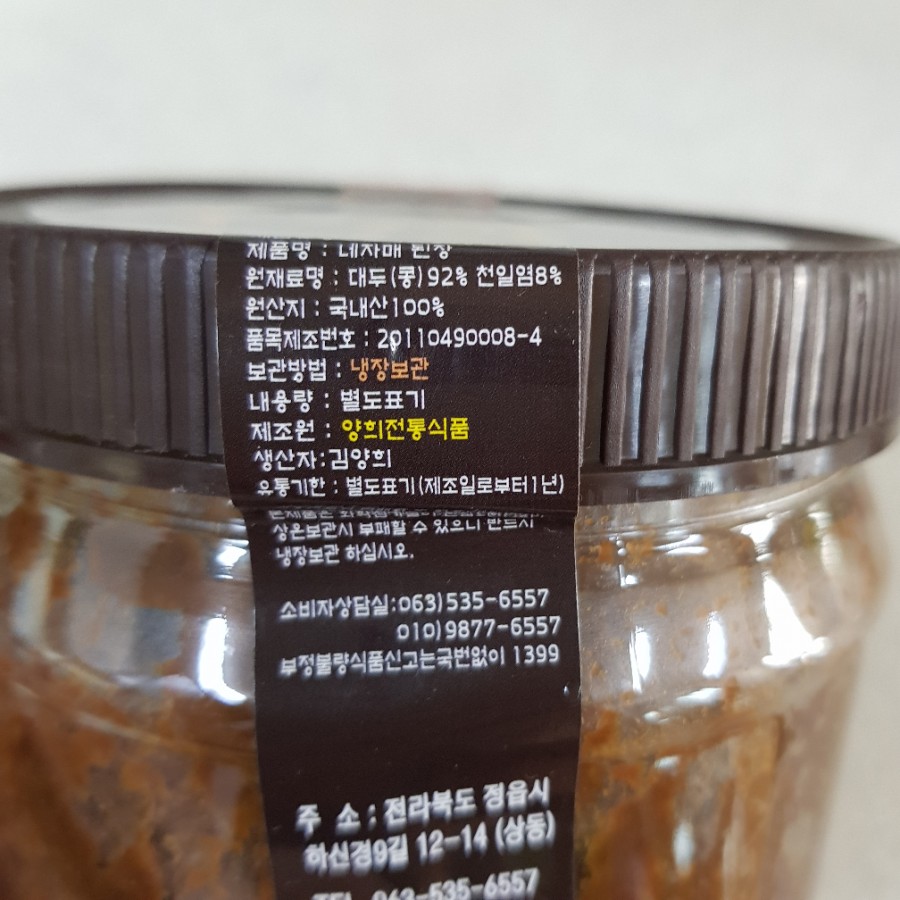 제품명 : 네자매 된장
원재료명 : 대두(콩)92% 천일염8%
원산지 : 국내산100%
품목제조번호 : 20110490008-4
보관방법 : 냉장보관
내용량 : 별도표기
제조원 : 양희전통식품
생산자:김양희
유통기한 : 별도표기(제조일로부터1년)
상온보관시 부패할 수 있으니 반드시
냉장보관 하십시오.
소비자상담실:063)535-6557
010)9877-6557
부정불량식품신고는국번없이 1399
주 소 : 전라북도 정읍시
하신경9길 12-14 (상동)
063-535-6557